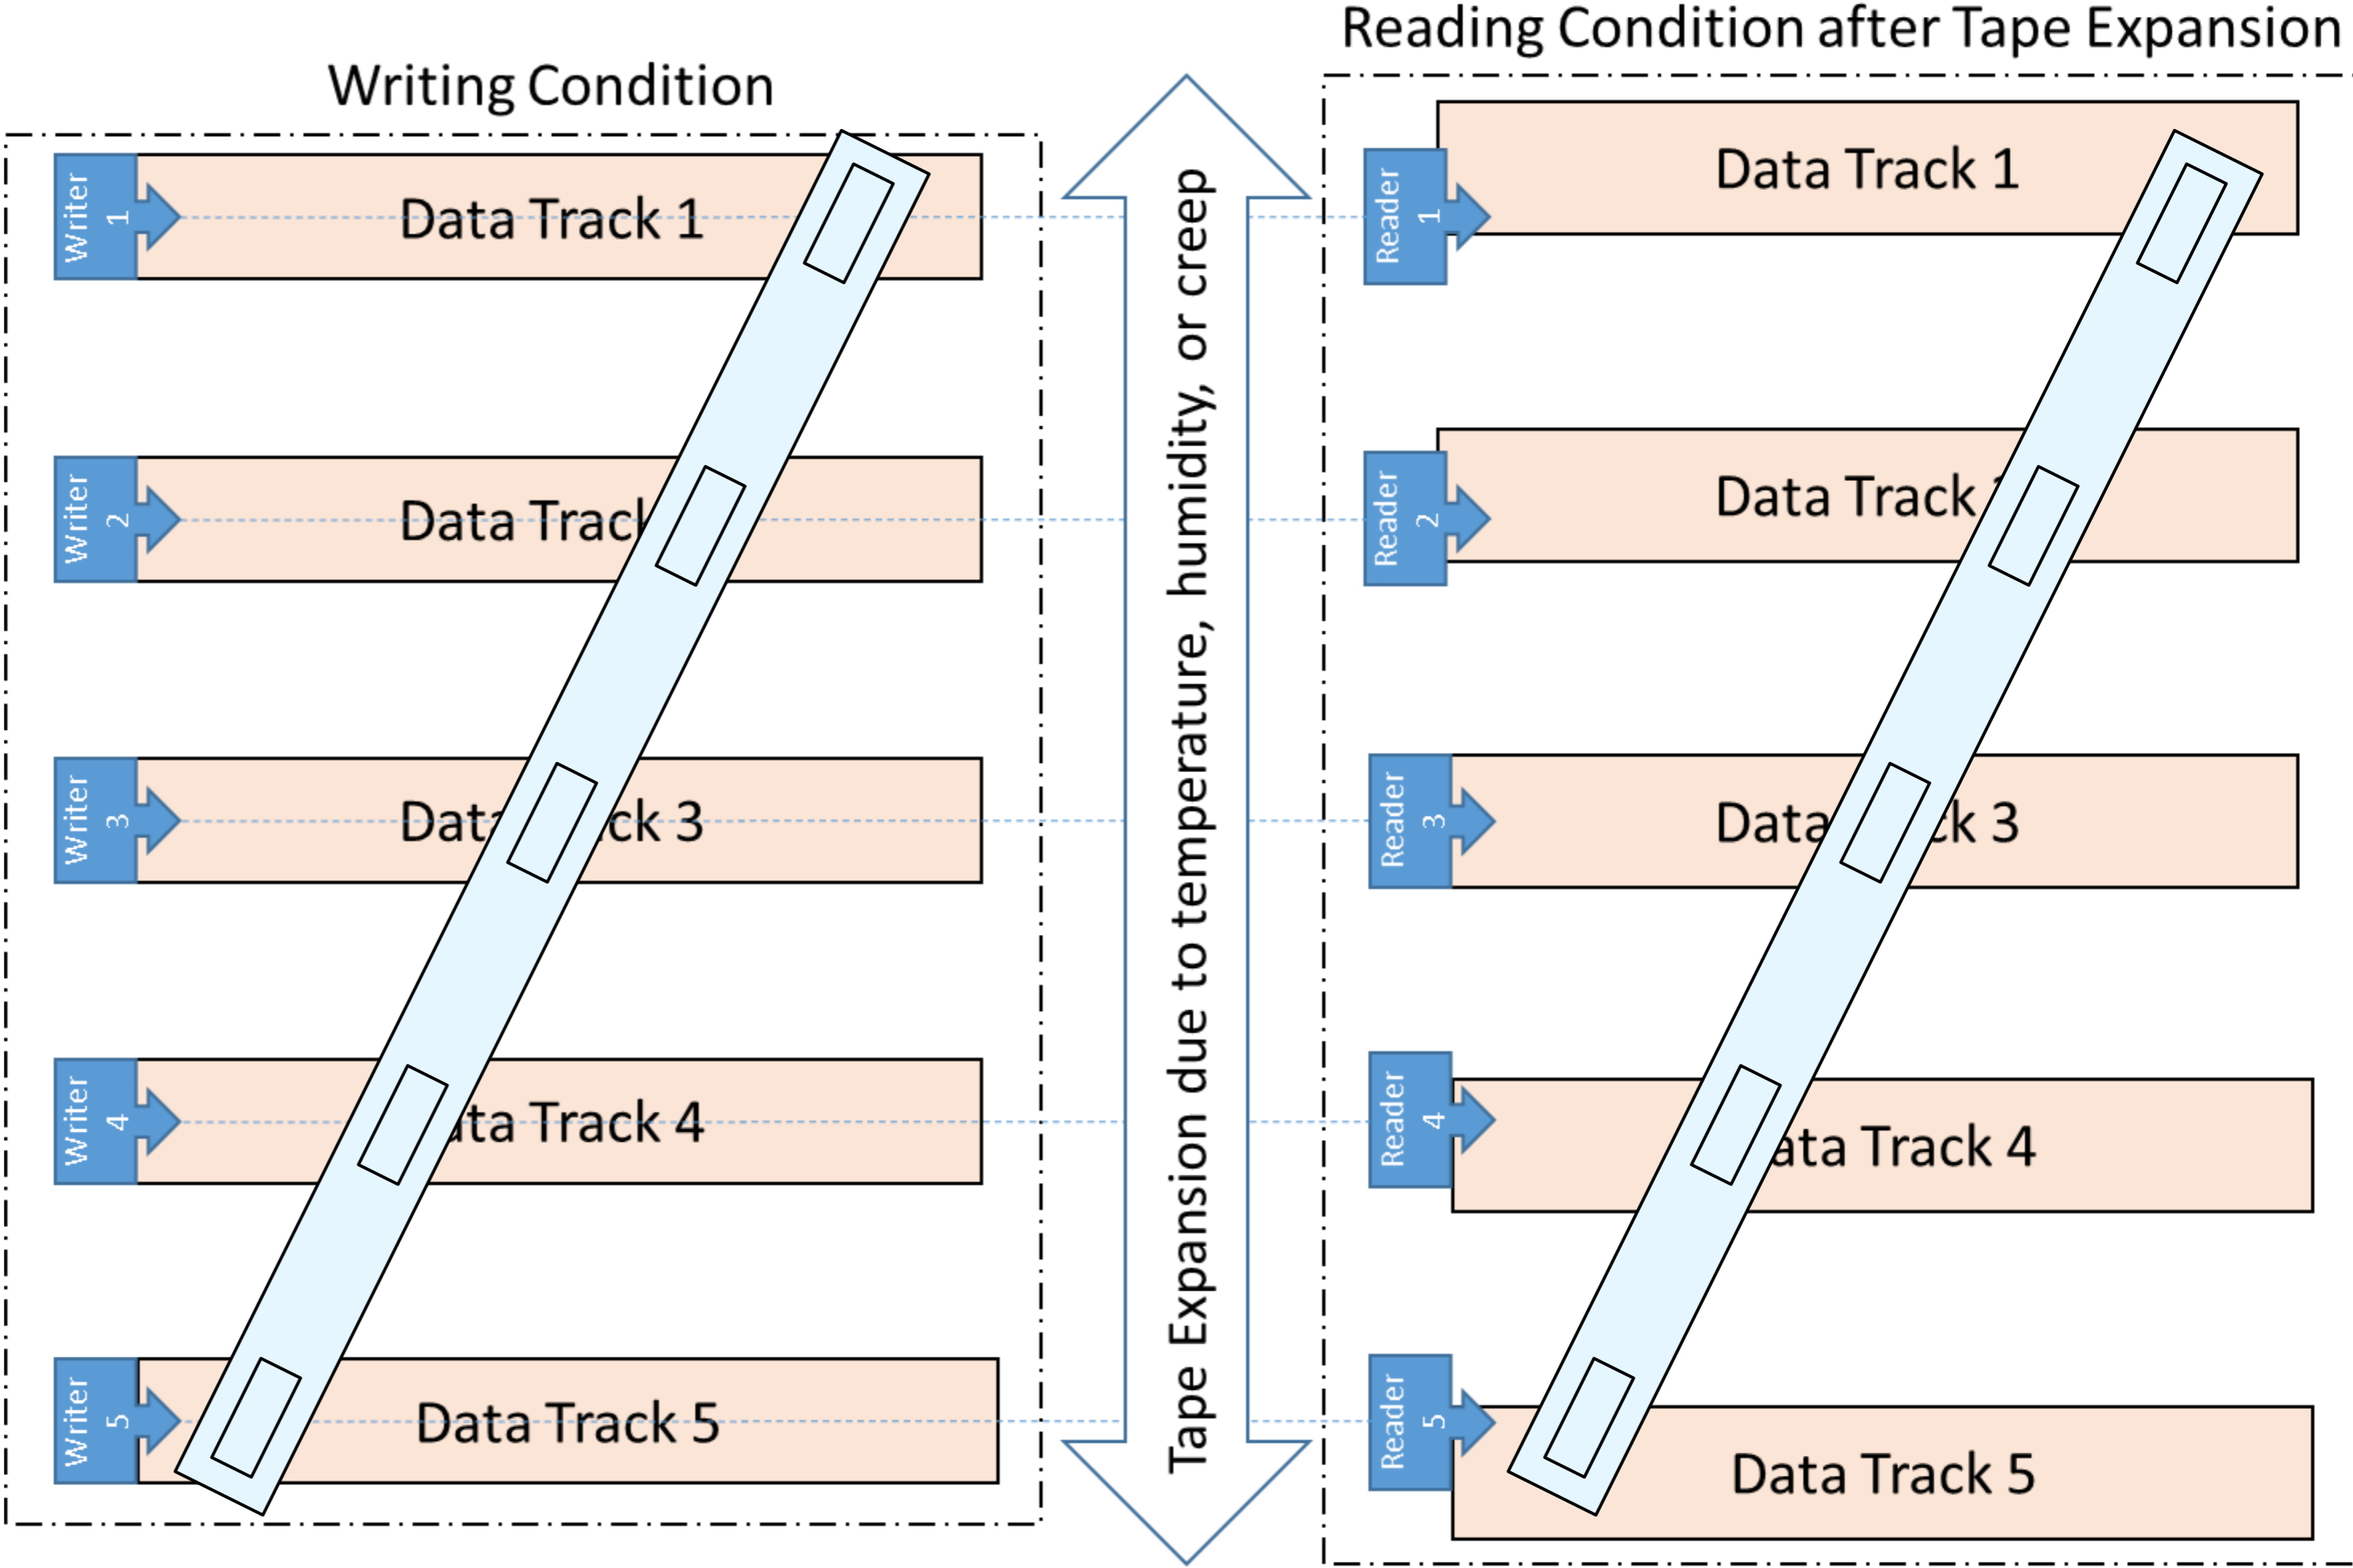 Writing Condition
Writer
1
Data Track 1
Writer
2
Data Track
Writer
3
Data ck 3
Writer
4
ata Track 4
Writer
5
Data Track 5
Tape Expansion due to temperature, humidity, or creep
Reading Condition after Tape Expansion
Reader
1
Data Track 1
Reader
2
Data Track
Reader
3
Data ck 3
Reader
4
ata Track 4
Reader
5
Data Track 5